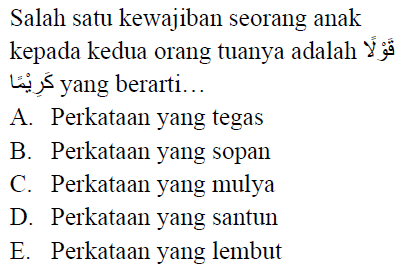 Salah satu kewajiban seorang anak
kepada kedua orang tuanya adalah قَوْلًا
كَرِيْمًا yang berarti…
A. Perkataan yang tegas
B. Perkataan yang sopan
C. Perkataan yang mulya
D. Perkataan yang santun
E. Perkataan yang lembut